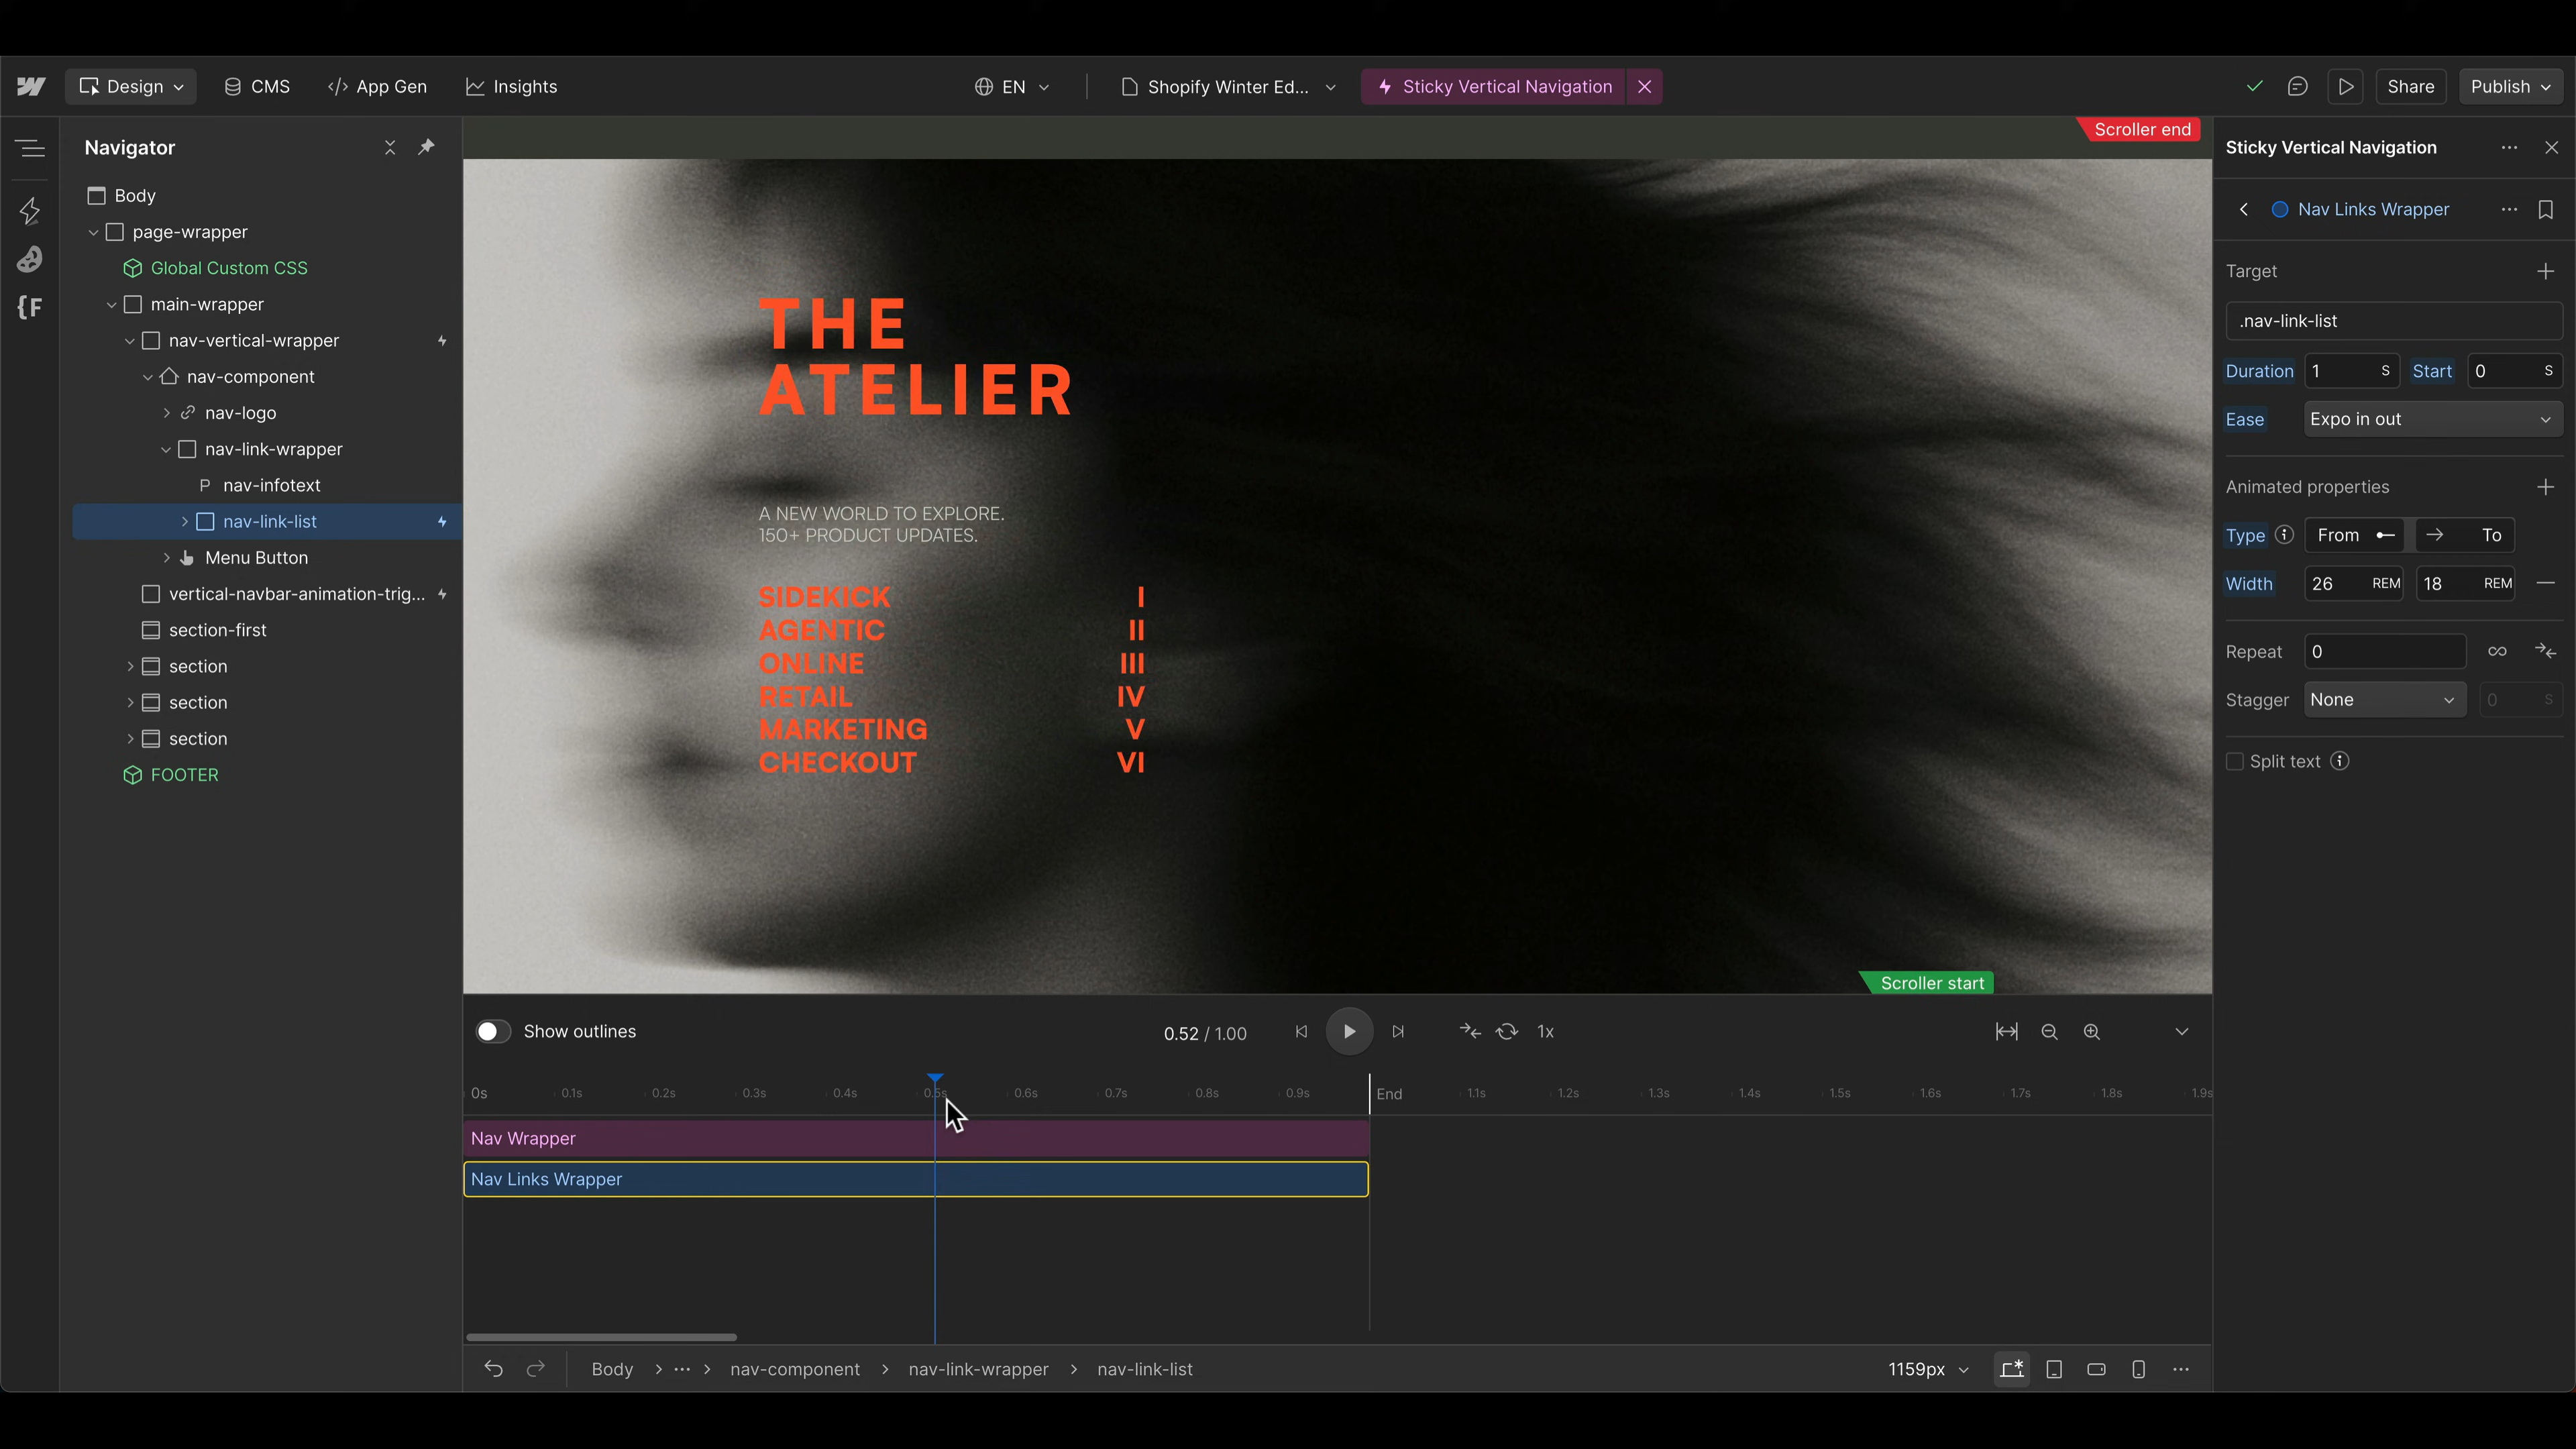 Design
CMS
</> App Gen
Insights
EN
Shopify Winter Ed...
Sticky Vertical Navigation
Share
Publish
Navigator
Body
page-wrapper
Global Custom CSS
main-wrapper
nav-vertical-wrapper
nav-component
nav-logo
nav-link-wrapper
P nav-infotext
nav-link-list
Menu Button
vertical-navbar-animation-trig...
section-first
section
section
section
FOOTER
{F
Scroller end
THE
ATELIER
A NEW WORLD TO EXPLORE.
150+ PRODUCT UPDATES.
SIDEKICK I
AGENTIC II
ONLINE III
RETAIL IV
MARKETING V
CHECKOUT VI
Scroller start
Show outlines
0.52 / 1.00
1x
0s 0.1s 0.2s 0.3s 0.4s 0.5s 0.6s 0.7s 0.8s 0.9s End 1.1s 1.2s 1.3s 1.4s 1.5s 1.6s 1.7s 1.8s 1.9s
Nav Wrapper
Nav Links Wrapper
Body > ... > nav-component > nav-link-wrapper > nav-link-list
1159px
Sticky Vertical Navigation
Nav Links Wrapper
Target
.nav-link-list
Duration 1 S Start 0 S
Ease Expo in out
Animated properties
Type From To
Width 26 REM 18 REM
Repeat 0
Stagger None 0 S
Split text